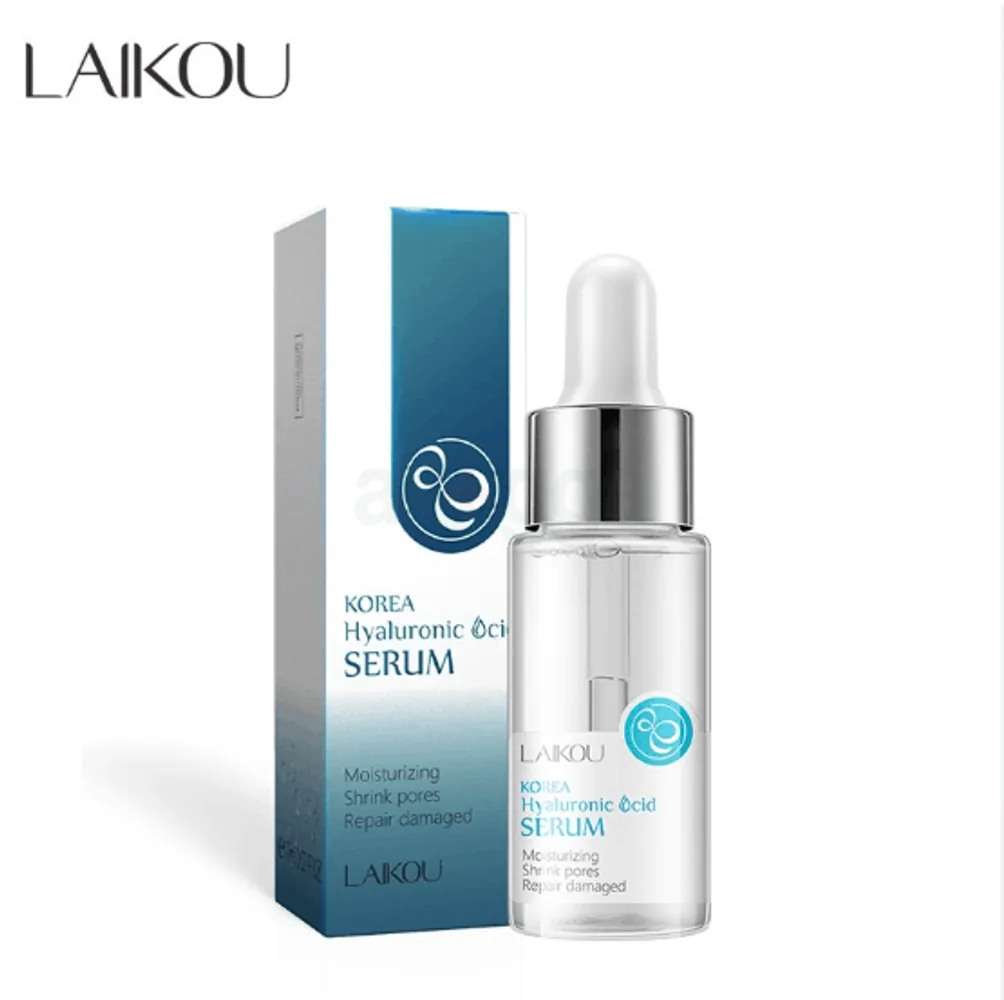 LAIKOU
KOREA
Hyaluronic Acid
SERUM
Moisturizing
Shrink pores
Repair damaged
LAIKOU
LAIKOU
KOREA
Hyaluronic Acid
SERUM
Moisturizing
Shrink pores
Repair damaged